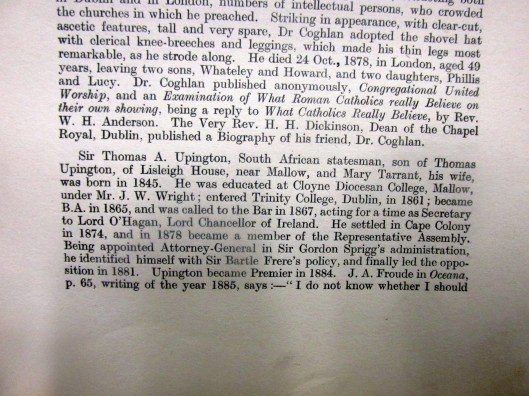 in Dublin and in London, numbers of intellectual persons, who crowded
the churches in which he preached. Striking in appearance, with clear-cut,
ascetic features, tall and very spare, Dr Coghlan adopted the shovel hat
with clerical knee-breeches and leggings, which made his thin legs most
remarkable, as he strode along. He died 24 Oct., 1878, in London, aged 49
years, leaving two sons, Whateley and Howard, and two daughters, Phillis
and Lucy. Dr. Coghlan published anonymously, Congregational United
Worship, and an Examination of What Roman Catholics really Believe on
their own showing, being a reply to What Catholics Really Believe, by Rev.
W. H. Anderson. The Very Rev. H. H. Dickinson, Dean of the Chapel
Royal, Dublin, published a Biography of his friend, Dr. Coghlan.
Sir Thomas A. Upington, South African statesman, son of Thomas
Upington, of Lisleigh House, near Mallow, and Mary Tarrant, his wife,
was born in 1845. He was educated at Cloyne Diocesan College, Mallow,
under Mr. J. W. Wright; entered Trinity College, Dublin, in 1861; became
B.A. in 1865, and was called to the Bar in 1867, acting for a time as Secretary
to Lord O'Hagan, Lord Chancellor of Ireland. He settled in Cape Colony
in 1874, and in 1878 became a member of the Representative Assembly.
Being appointed Attorney-General in Sir Gordon Sprigg's administration,
he identified himself with Sir Bartle Frere's policy, and finally led the oppo-
sition in 1881. Upington became Premier in 1884. J. A. Froude in Oceana,
p. 65, writing of the year 1885, says :—" I do not know whether I should